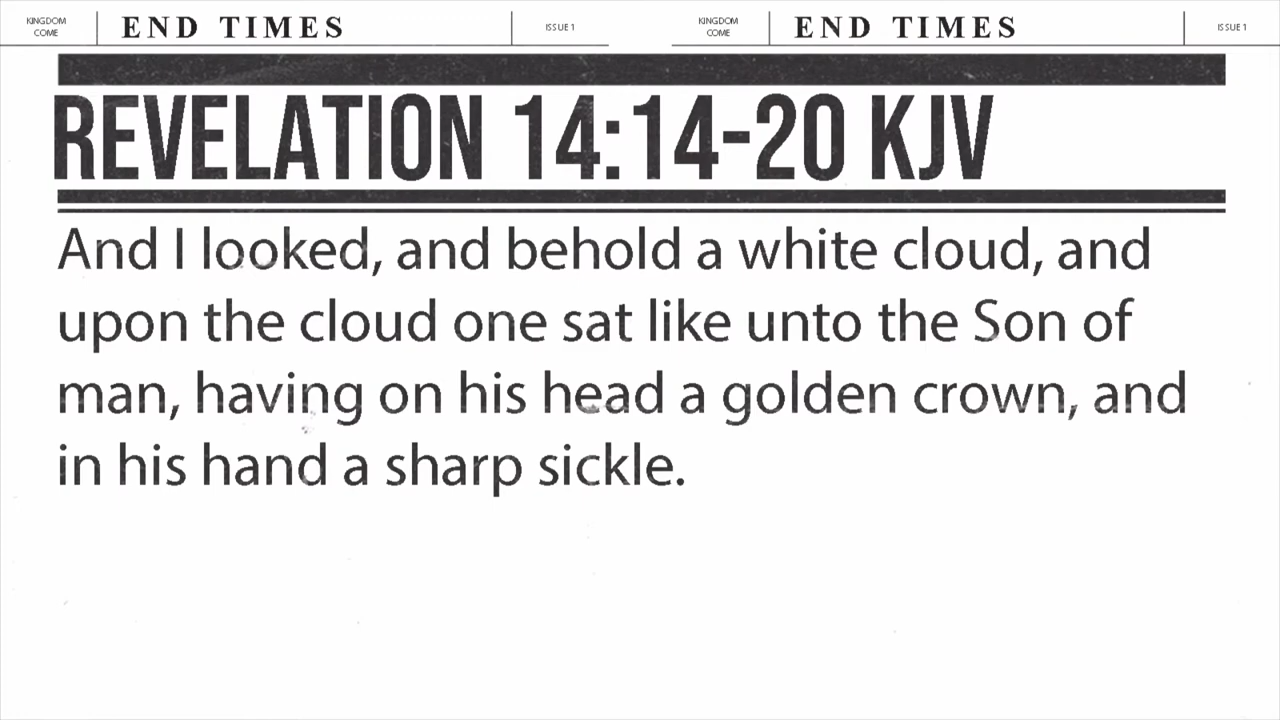 KINGDOM
COME
END TIMES
ISSUE 1
KINGDOM
COME
END TIMES
ISSUE 1
REVELATION 14:14-20 KJV
And I looked, and behold a white cloud, and
upon the cloud one sat like unto the Son of
man, having on his head a golden crown, and
in his hand a sharp sickle.